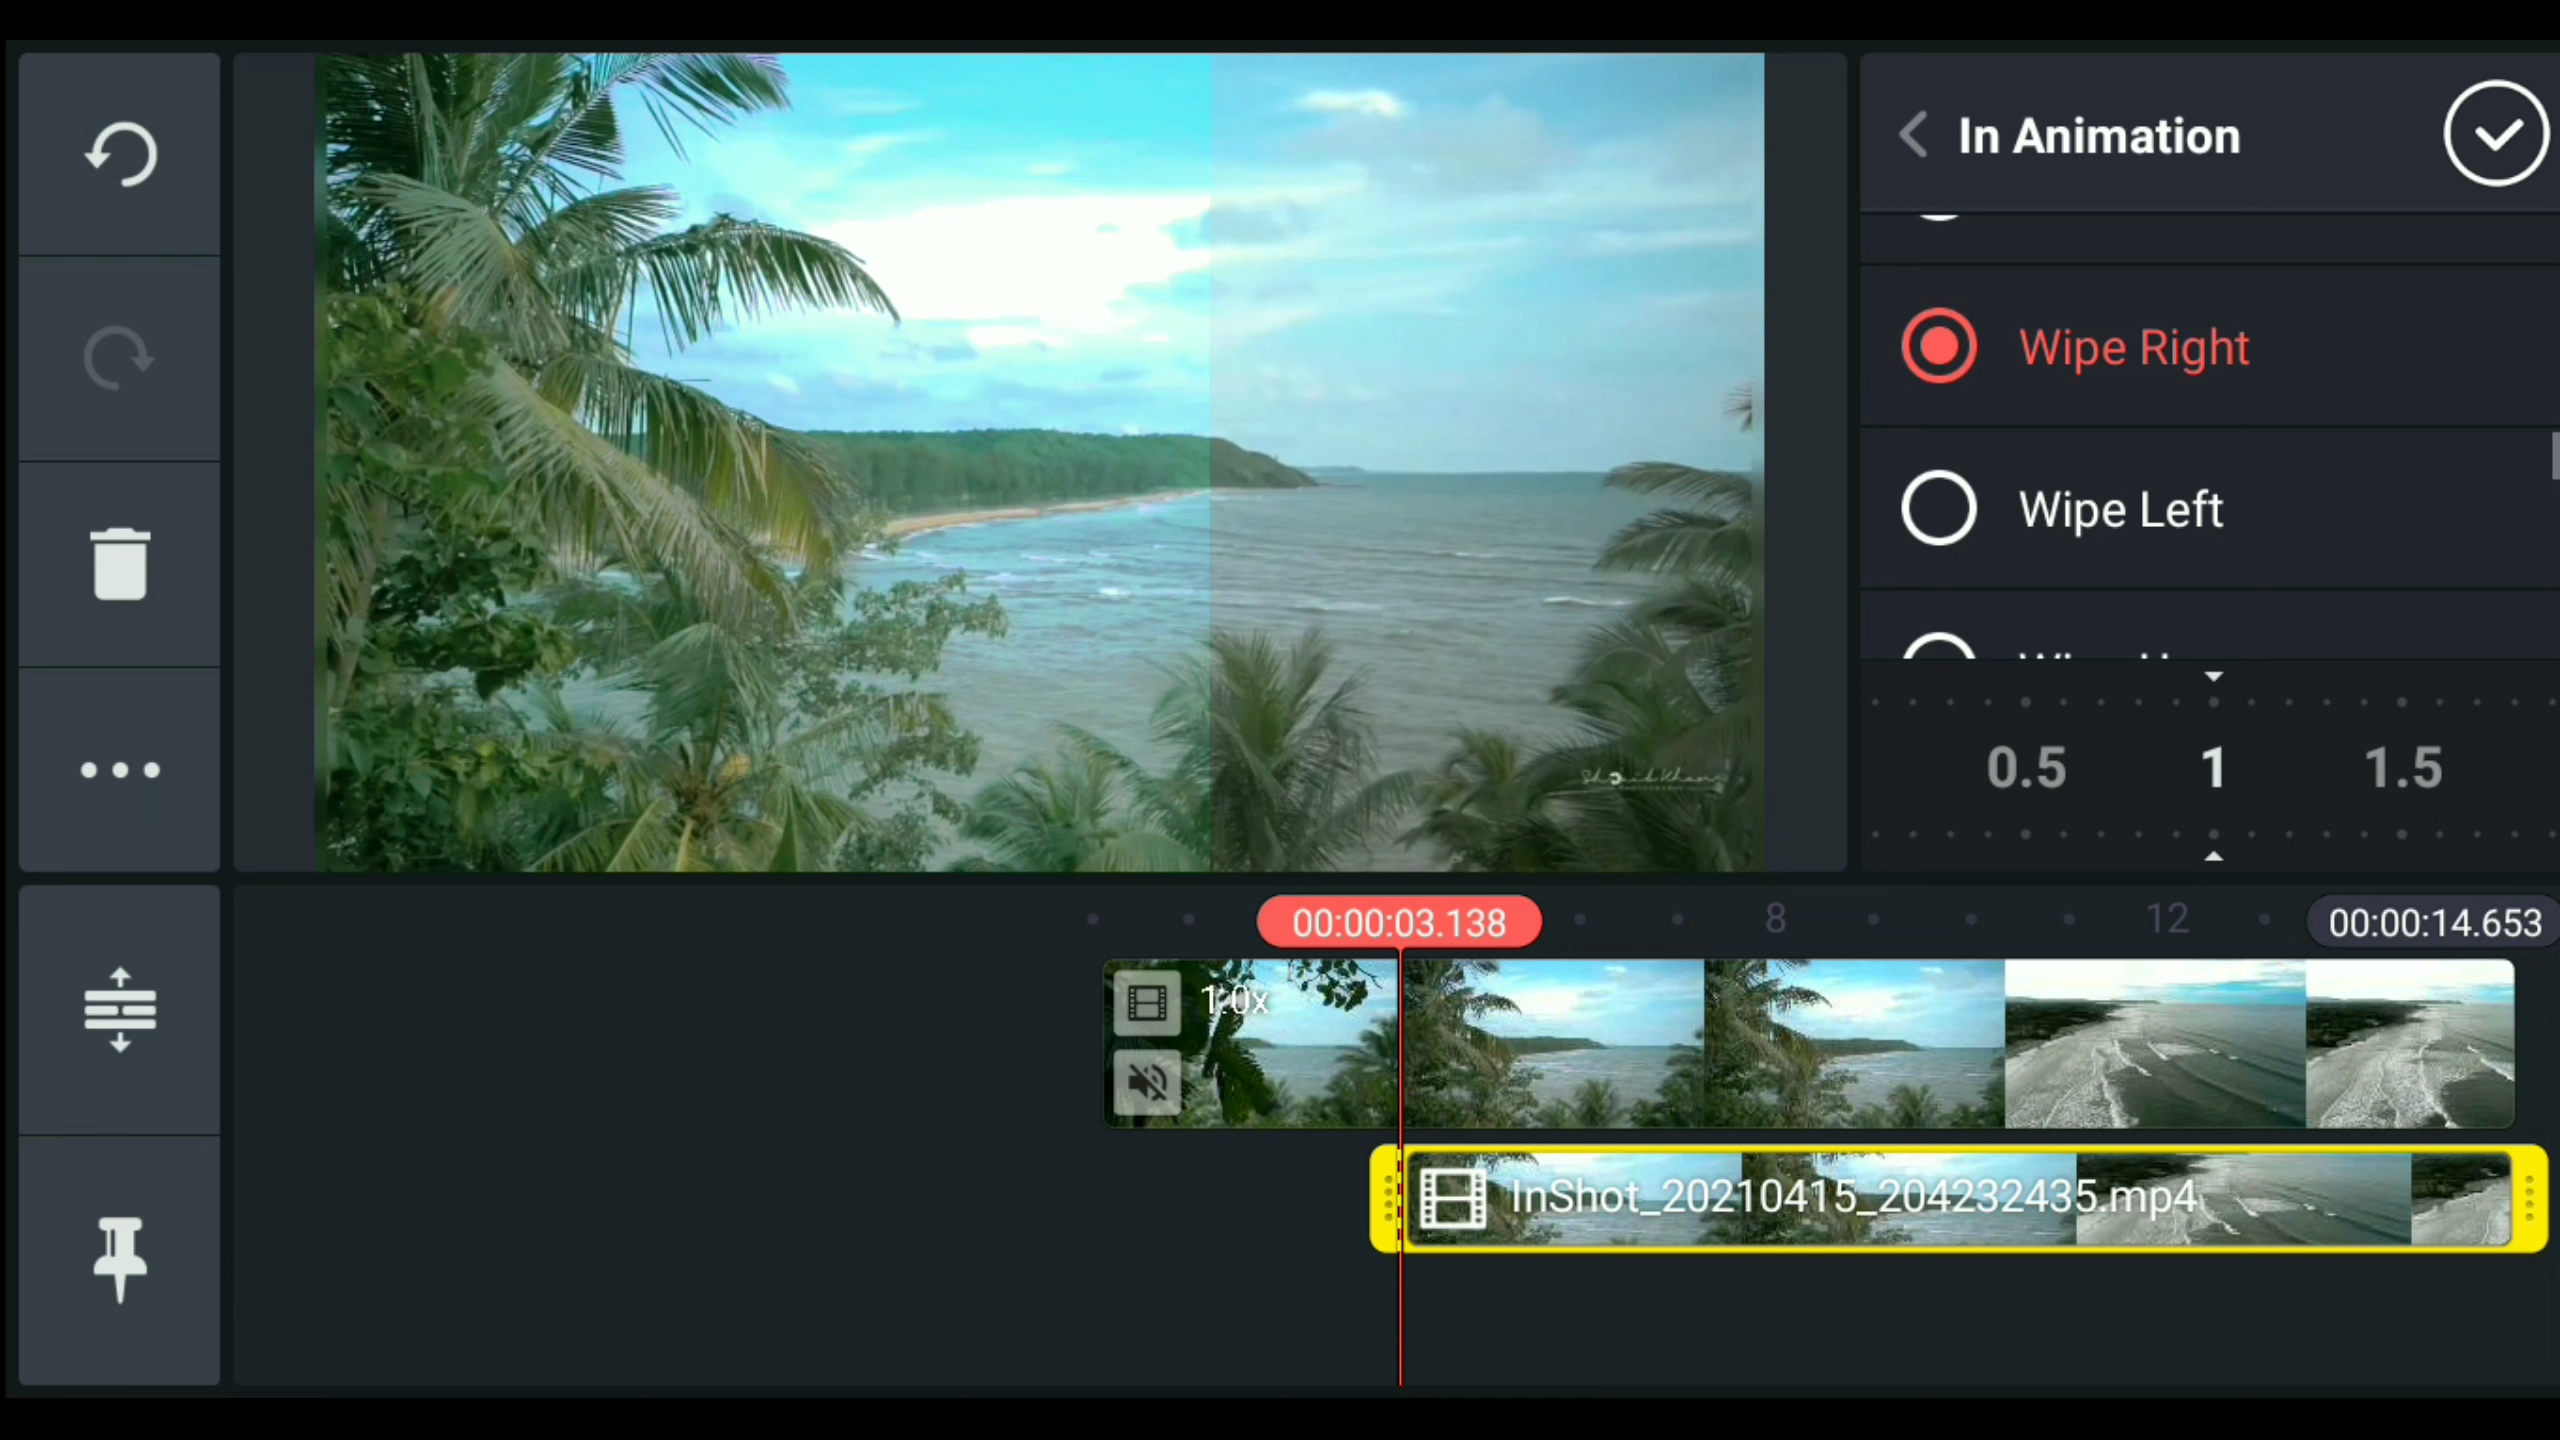 In Animation
Wipe Right
Wipe Left
0.5 1 1.5
00:00:03.138 8 12 00:00:14.653
1.0x
InShot_20210415_204232435.mp4